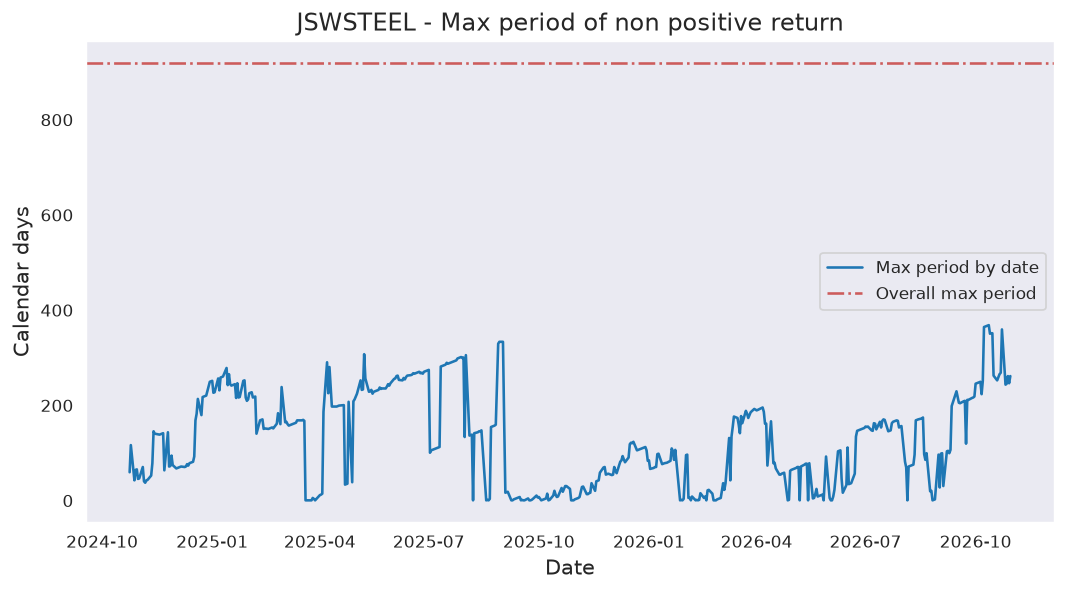 JSWSTEEL - Max period of non positive return
Calendar days
800
600
400
200
0
Max period by date
Overall max period
2024-10 2025-01 2025-04 2025-07 2025-10 2026-01 2026-04 2026-07 2026-10
Date